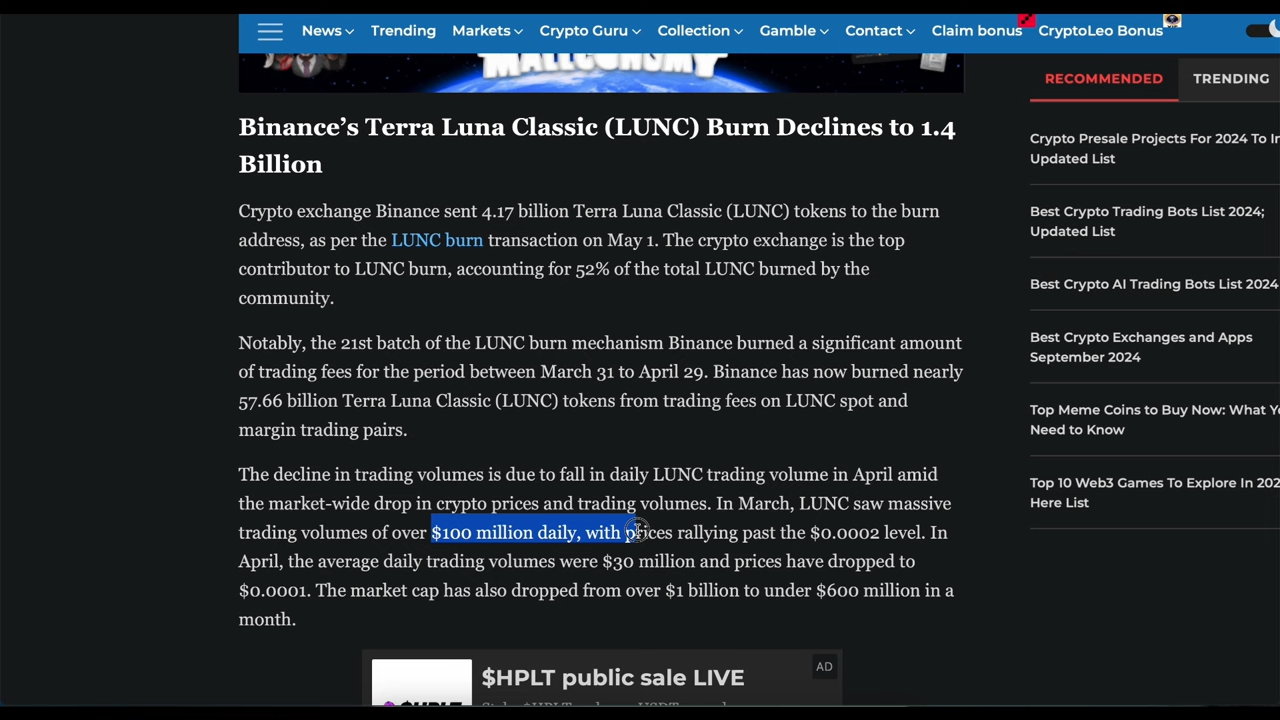 News Trending Markets Crypto Guru Collection Gamble Contact Claim bonus CryptoLeo Bonus
MALLCONOMY
Binance’s Terra Luna Classic (LUNC) Burn Declines to 1.4
Billion
Crypto exchange Binance sent 4.17 billion Terra Luna Classic (LUNC) tokens to the burn
address, as per the LUNC burn transaction on May 1. The crypto exchange is the top
contributor to LUNC burn, accounting for 52% of the total LUNC burned by the
community.
Notably, the 21st batch of the LUNC burn mechanism Binance burned a significant amount
of trading fees for the period between March 31 to April 29. Binance has now burned nearly
57.66 billion Terra Luna Classic (LUNC) tokens from trading fees on LUNC spot and
margin trading pairs.
The decline in trading volumes is due to fall in daily LUNC trading volume in April amid
the market-wide drop in crypto prices and trading volumes. In March, LUNC saw massive
trading volumes of over $100 million daily, with prices rallying past the $0.0002 level. In
April, the average daily trading volumes were $30 million and prices have dropped to
$0.0001. The market cap has also dropped from over $1 billion to under $600 million in a
month.
$HPLT public sale LIVE
AD
RECOMMENDED TRENDING
Crypto Presale Projects For 2024 To In
Updated List
Best Crypto Trading Bots List 2024;
Updated List
Best Crypto AI Trading Bots List 2024
Best Crypto Exchanges and Apps
September 2024
Top Meme Coins to Buy Now: What Y
Need to Know
Top 10 Web3 Games To Explore In 202
Here List